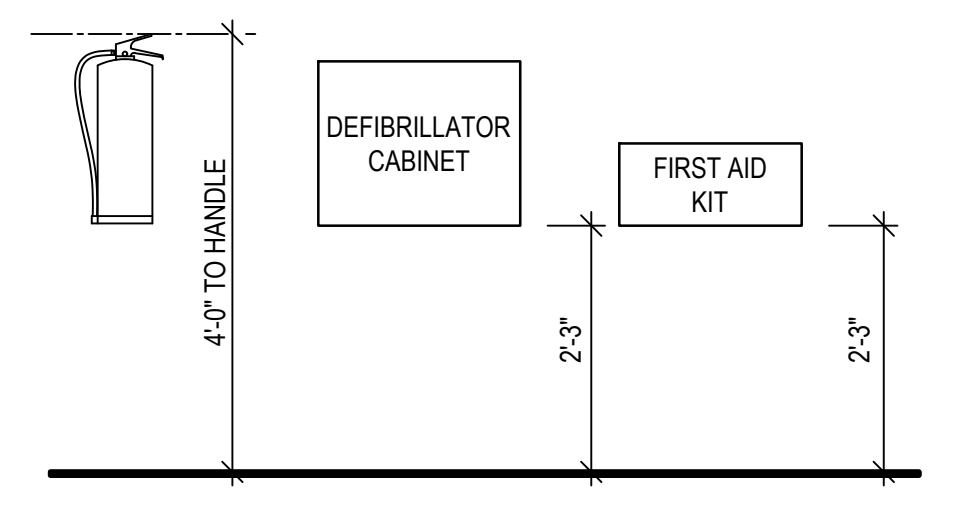 4'-0" TO HANDLE
DEFIBRILLATOR
CABINET
2'-3"
FIRST AID
KIT
2'-3"